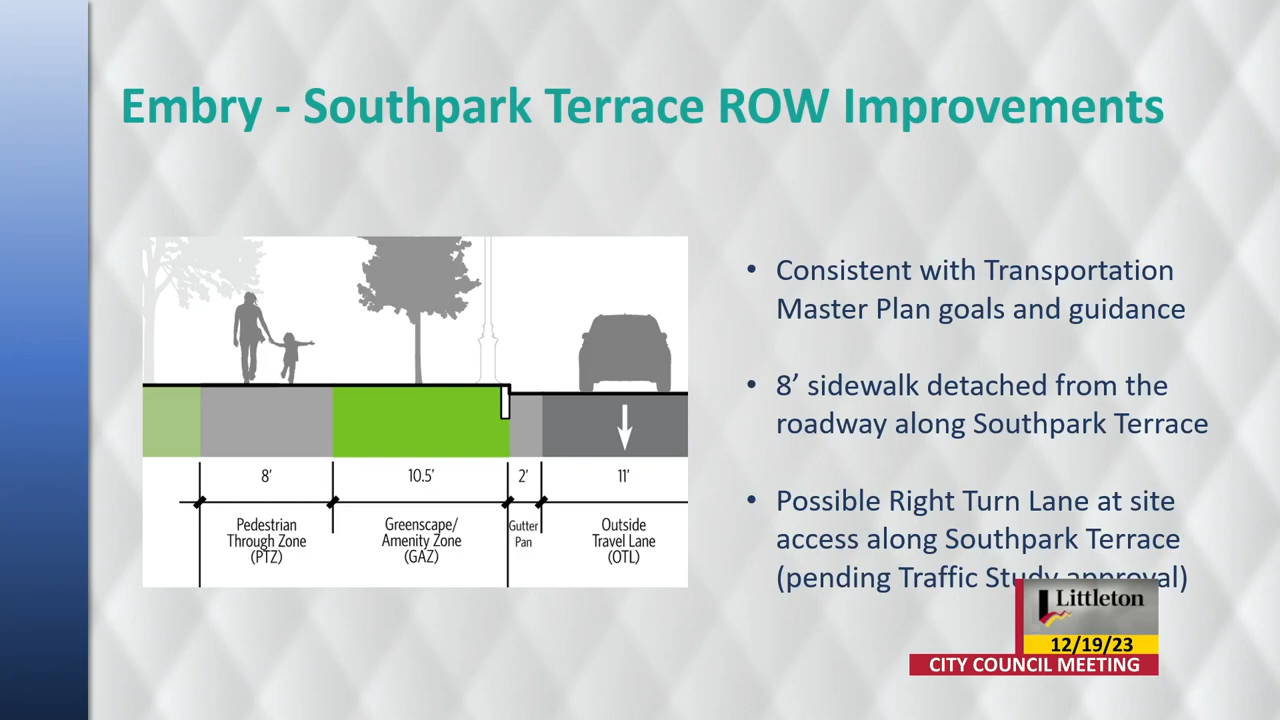 Embry - Southpark Terrace ROW Improvements
8’
10.5’
2’
11’
Pedestrian
Through Zone
(PTZ)
Greenscape/
Amenity Zone
(GAZ)
Gutter
Pan
Outside
Travel Lane
(OTL)
• Consistent with Transportation
Master Plan goals and guidance
• 8’ sidewalk detached from the
roadway along Southpark Terrace
• Possible Right Turn Lane at site
access along Southpark Terrace
(pending Traffic Study approval)
Littleton
12/19/23
CITY COUNCIL MEETING